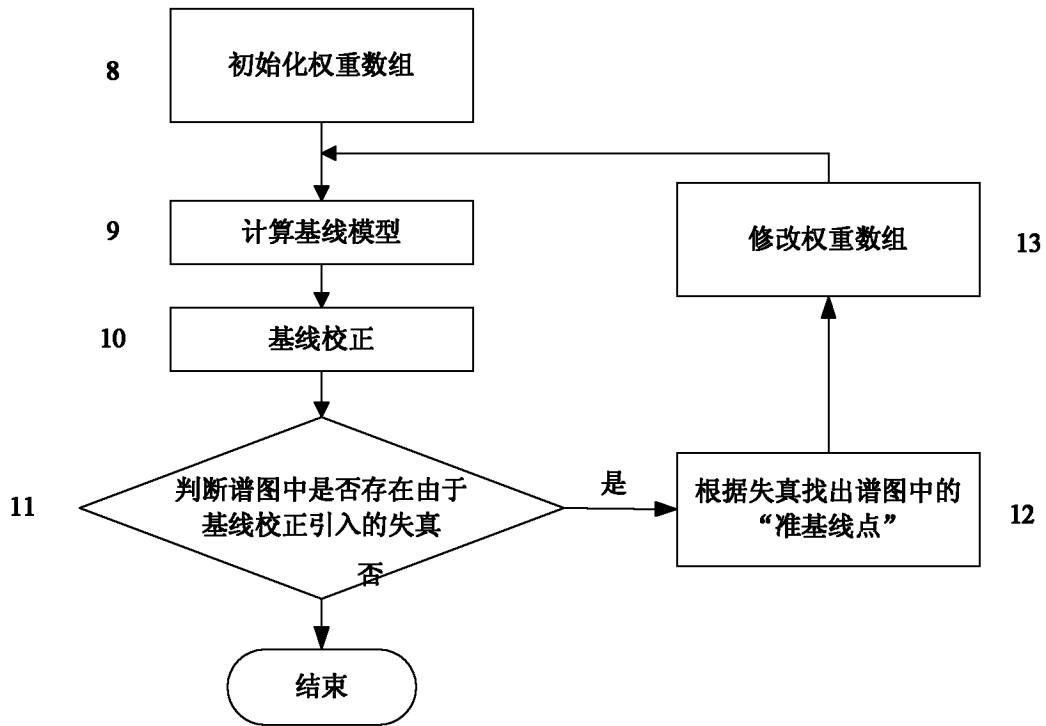 8
初始化权重数组
9
计算基线模型
修改权重数组
13
10
基线校正
11
判断谱图中是否存在由于
基线校正引入的失真
是
否
根据失真找出谱图中的
“准基线点”
12
结束